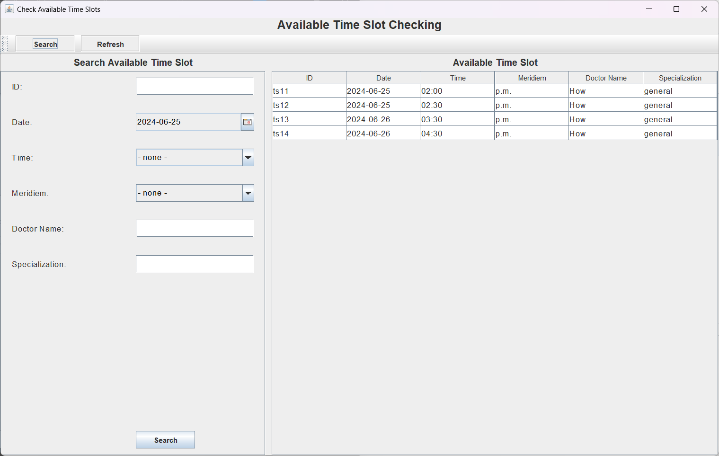 Check Available Time Slots
Available Time Slot Checking
Search Refresh
Search Available Time Slot
ID:
Date:
2024-06-25
Time:
- none -
Meridiem:
- none -
Doctor Name:
Specialization:
Search
Available Time Slot
ID Date Time Meridiem Doctor Name Specialization
ts11 2024-06-25 02:00 p.m. How general
ts12 2024-06-25 02:30 p.m. How general
ts13 2024-06-26 03:30 p.m. How general
ts14 2024-06-26 04:30 p.m. How general